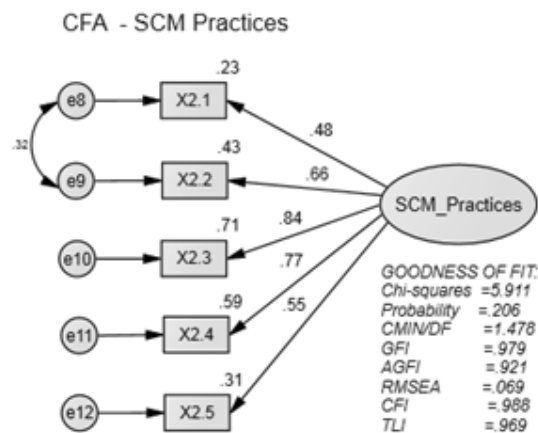 CFA - SCM Practices
.23
e8
X2.1
.48
.32
.43
e9
X2.2
.66
SCM_Practices
.71
.84
e10
X2.3
.77
.59
.55
e11
X2.4
.31
e12
X2.5
GOODNESS OF FIT:
Chi-squares =5.911
Probability =.206
CMIN/DF =1.478
GFI =.979
AGFI =.921
RMSEA =.069
CFI =.988
TLI =.969